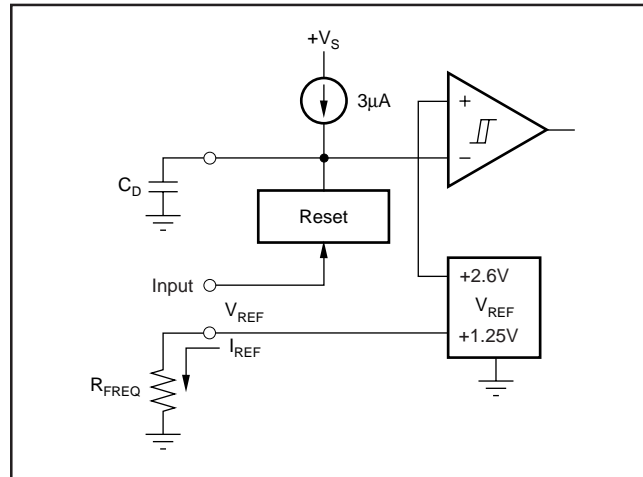 +V_S
3μA
+
−
C_D
Reset
Input
+2.6V
V_REF
V_REF
+1.25V
I_REF
R_FREQ